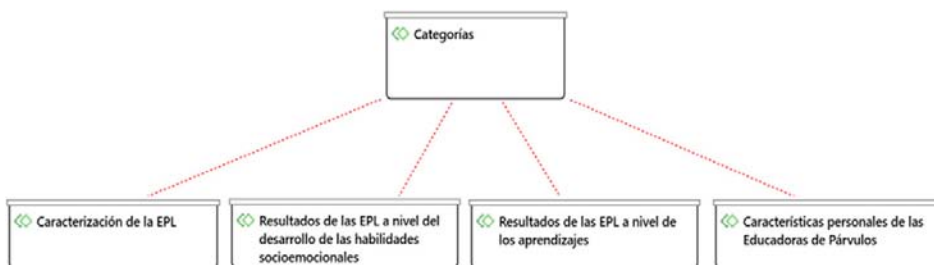 Categorías
Caracterización de la EPL
Resultados de las EPL a nivel del
desarrollo de las habilidades
socioemocionales
Resultados de las EPL a nivel de
los aprendizajes
Características personales de las
Educadoras de Párvulos